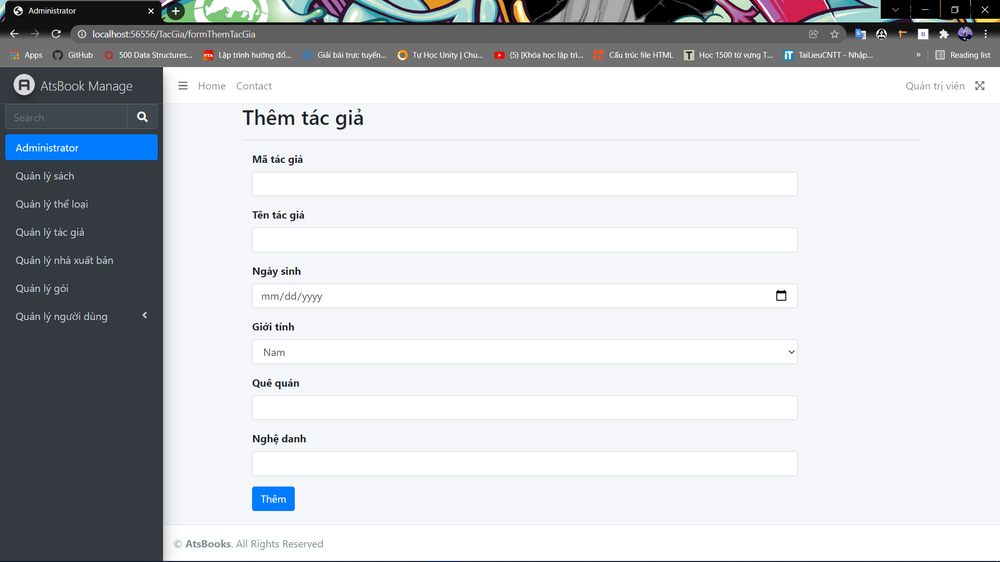 Administrator
localhost:56556/TacGia/formThemTacGia
Apps GitHub 500 Data Structures... Lập trình hướng đố... Giải bài trực tuyến... Tự Học Unity | Chu... (5) [Khóa học lập trì... Cấu trúc file HTML Học 1500 từ vựng T... TaiLieuCNTT - Nhập... » Reading list
AtsBook Manage
Home Contact Quản trị viên
Search
Administrator
Quản lý sách
Quản lý thể loại
Quản lý tác giả
Quản lý nhà xuất bản
Quản lý gói
Quản lý người dùng
Thêm tác giả
Mã tác giả
Tên tác giả
Ngày sinh
mm/dd/yyyy
Giới tính
Nam
Quê quán
Nghệ danh
Thêm
© AtsBooks. All Rights Reserved